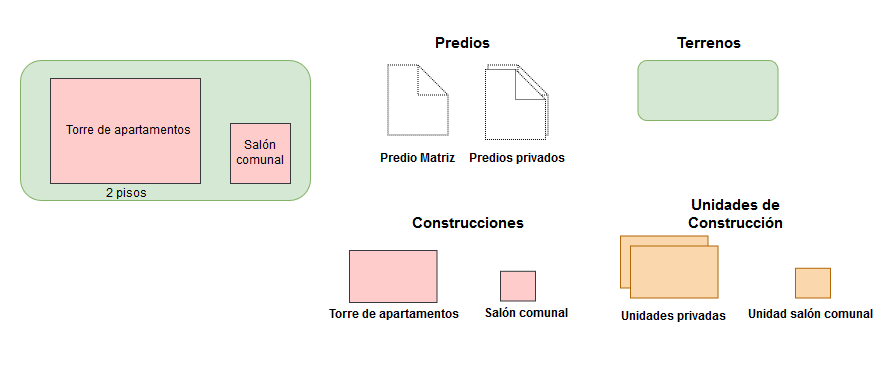 Torre de apartamentos
Salón
comunal
2 pisos
Predios
Predio Matriz
Predios privados
Terrenos
Construcciones
Torre de apartamentos
Salón comunal
Unidades de
Construcción
Unidades privadas
Unidad salón comunal